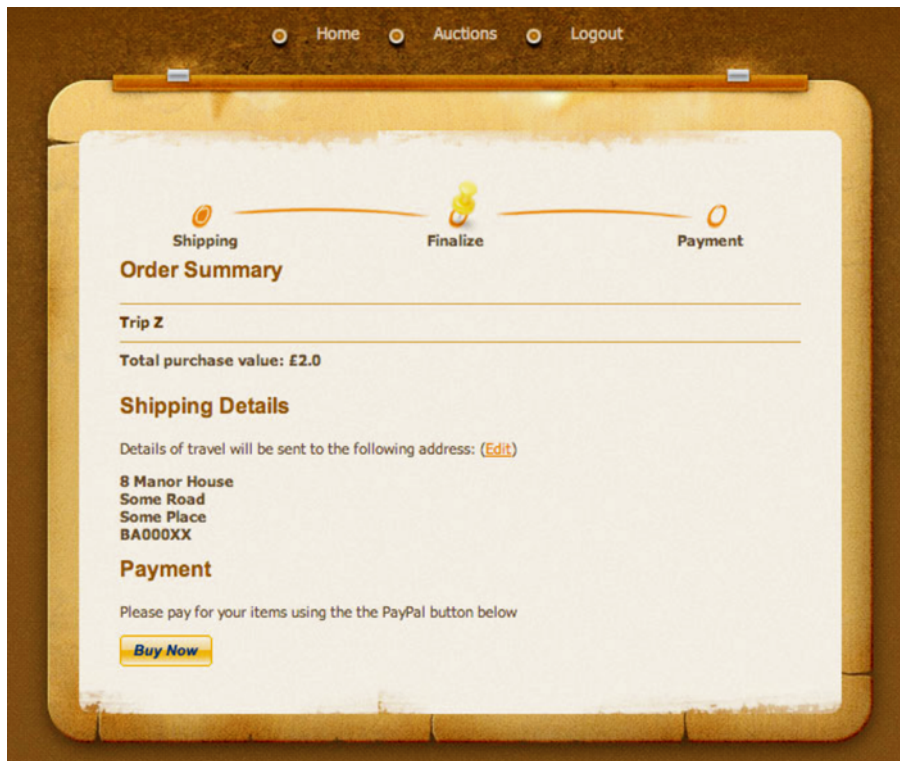 Home Auctions Logout
Shipping Finalize Payment
Order Summary
Trip Z
Total purchase value: £2.0
Shipping Details
Details of travel will be sent to the following address: (Edit)
8 Manor House
Some Road
Some Place
BA000XX
Payment
Please pay for your items using the the PayPal button below
Buy Now